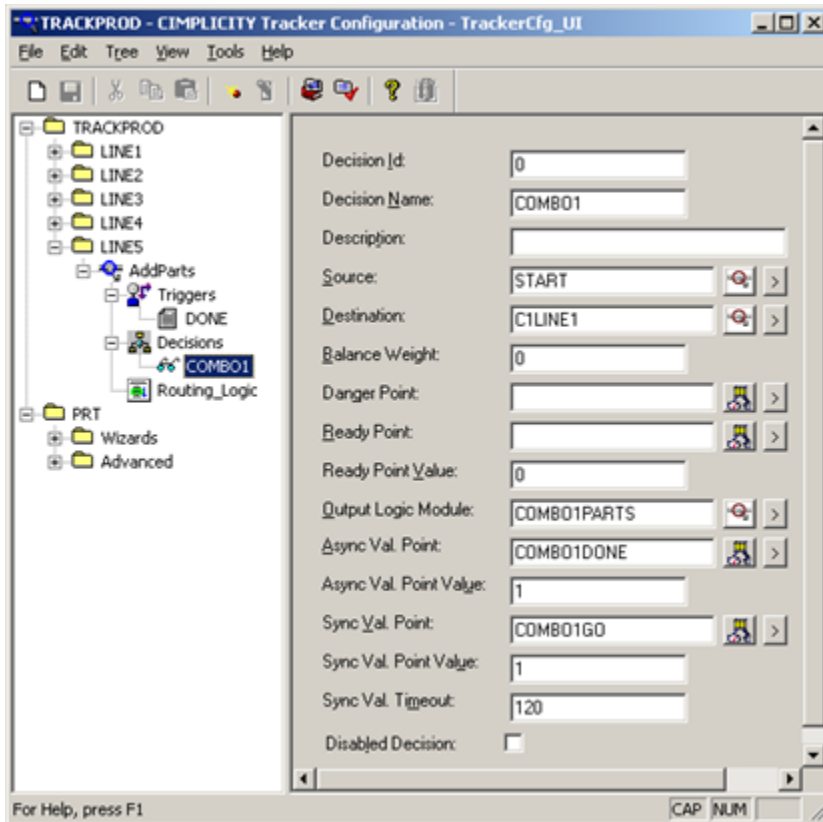 TRACKPROD - CIMPLICITY Tracker Configuration - TrackerCfg_UI
File Edit Tree View Tools Help
TRACKPROD
LINE1
LINE2
LINE3
LINE4
LINE5
AddParts
Triggers
DONE
Decisions
COMBO1
Routing_Logic
PRT
Wizards
Advanced
Decision Id: 0
Decision Name: COMBO1
Description:
Source: START
Destination: C1LINE1
Balance Weight: 0
Danger Point:
Ready Point:
Ready Point Value: 0
Output Logic Module: COMBO1PARTS
Async Val. Point: COMBO1DONE
Async Val. Point Value: 1
Sync Val. Point: COMBO1GO
Sync Val. Point Value: 1
Sync Val. Timeout: 120
Disabled Decision:
For Help, press F1 CAP NUM